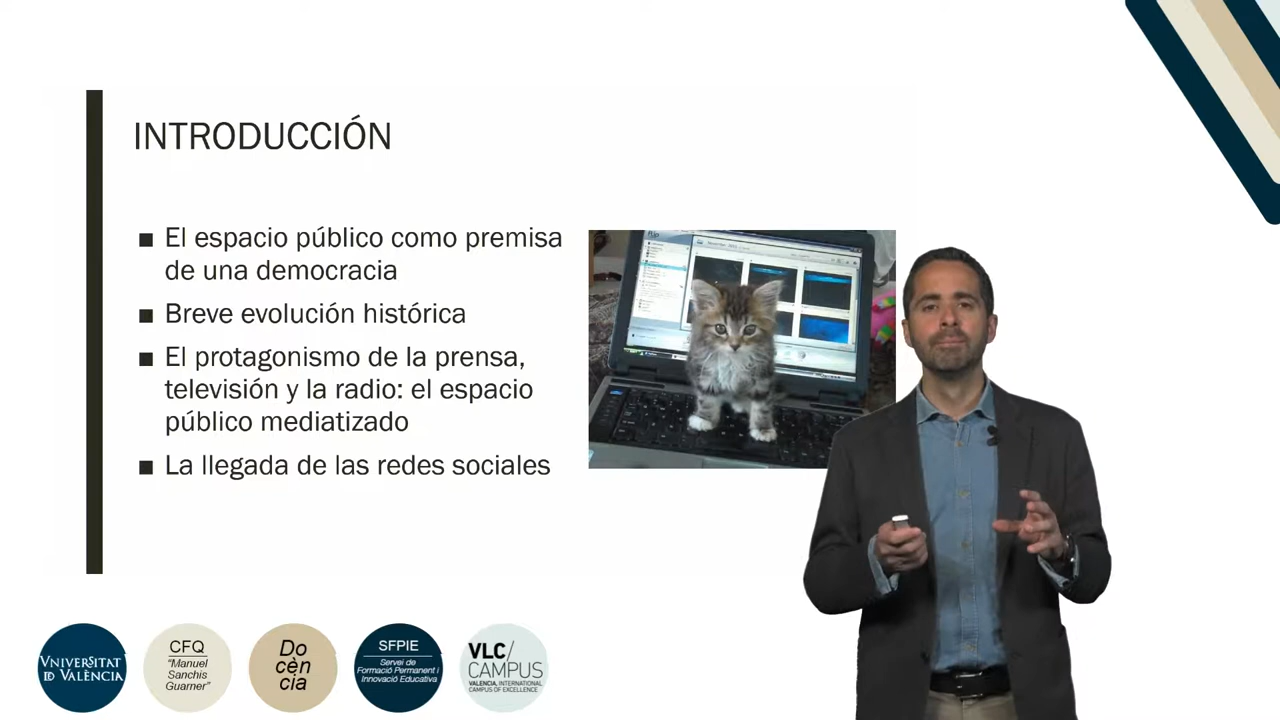 INTRODUCCIÓN
■ El espacio público como premisa
de una democracia
■ Breve evolución histórica
■ El protagonismo de la prensa,
televisión y la radio: el espacio
público mediatizado
■ La llegada de las redes sociales
VNIVERSITAT
ID VALÈNCIA
CFQ
"Manuel
Sanchis
Guarner"
Do
cèn
cia
SFPIE
Servei de
Formació Permanent i
Innovació Educativa
VLC/
CAMPUS
VALENCIA, INTERNATIONAL
CAMPUS OF EXCELLENCE